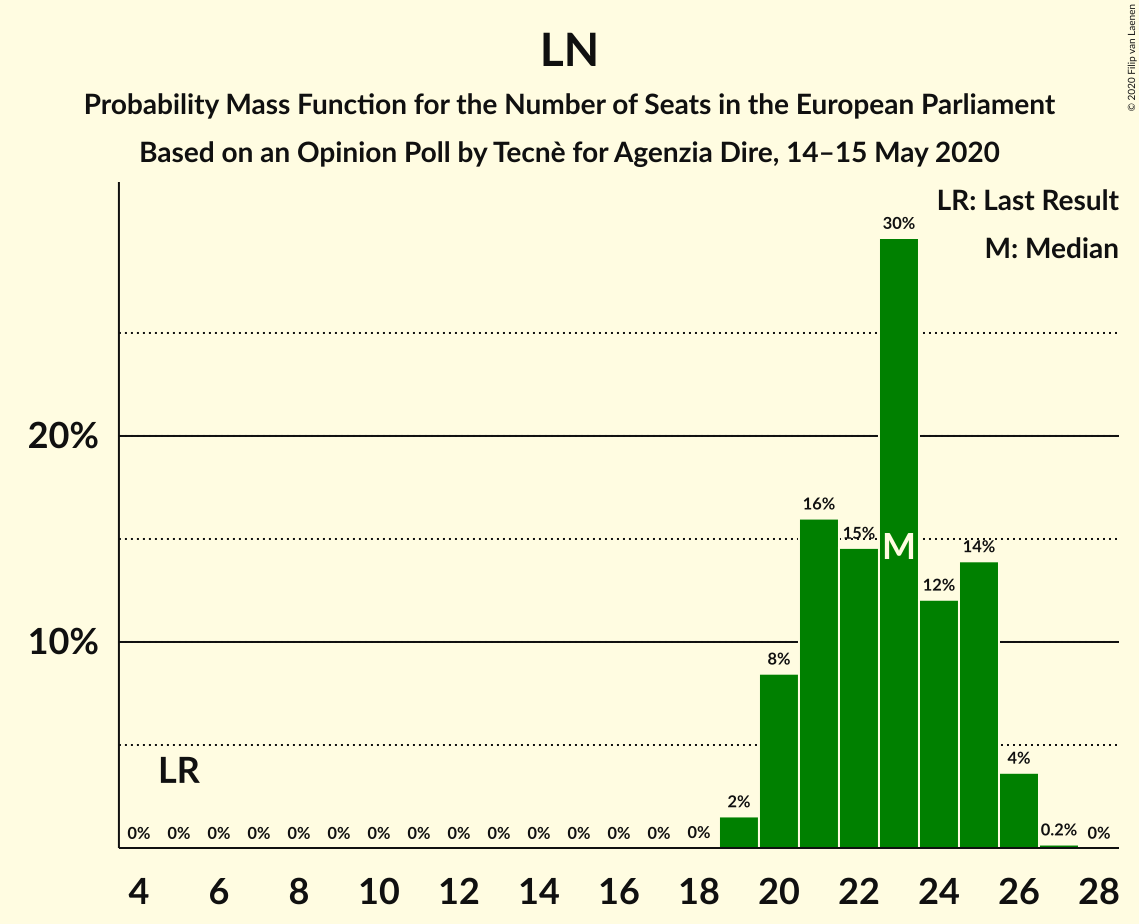 LN
Probability Mass Function for the Number of Seats in the European Parliament
Based on an Opinion Poll by Tecnè for Agenzia Dire, 14–15 May 2020
© 2020 Filip van Laenen
LR: Last Result
M: Median
30%
20%
16%
15%
M
14%
12%
10%
8%
LR
4%
2%
0% 0% 0% 0% 0% 0% 0% 0% 0% 0% 0% 0% 0% 0% 0% 0.2% 0%
4 6 8 10 12 14 16 18 20 22 24 26 28